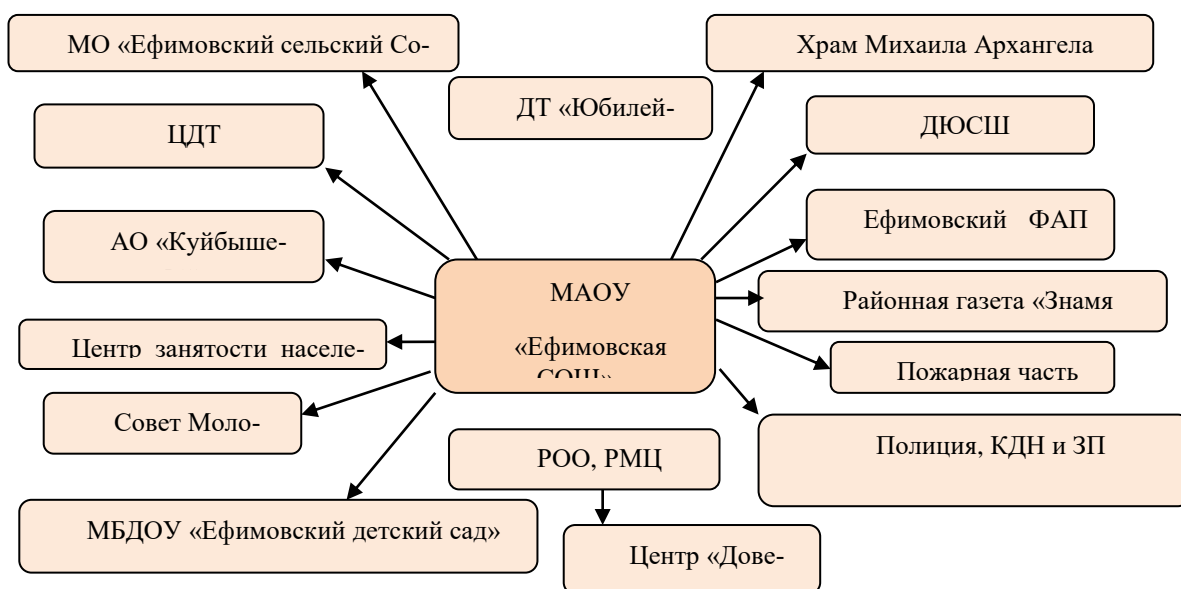 МО «Ефимовский сельский Со-
Храм Михаила Архангела
ДТ «Юбилей-
ЦДТ
ДЮСШ
Ефимовский ФАП
АО «Куйбыше-
МАОУ
«Ефимовская
СОШ»
Районная газета «Знамя
Центр занятости населе-
Пожарная часть
Совет Моло-
Полиция, КДН и ЗП
РОО, РМЦ
МБДОУ «Ефимовский детский сад»
Центр «Дове-